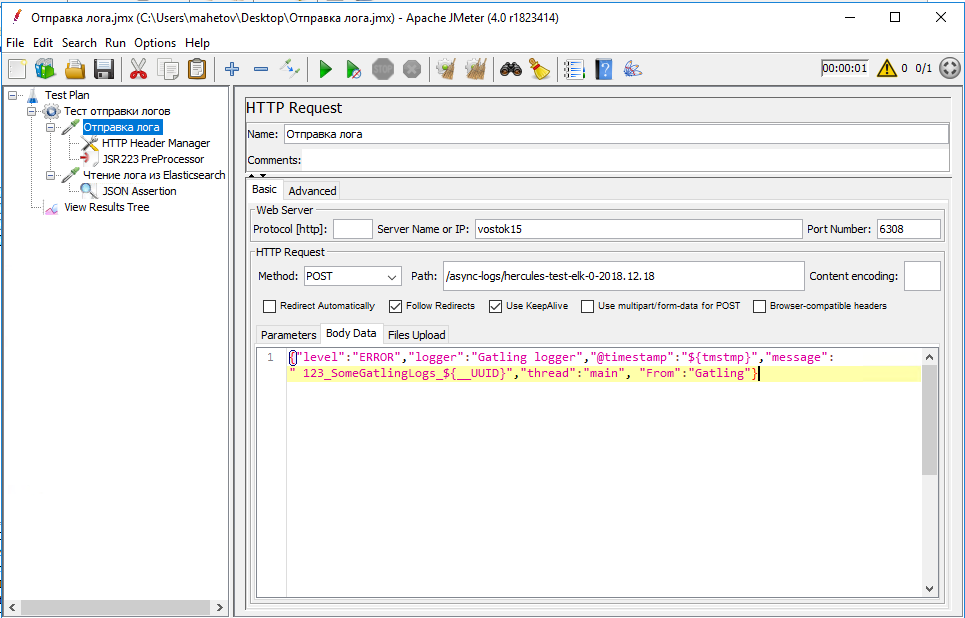 Отправка лога.jmx (C:\Users\mahetov\Desktop\Отправка лога.jmx) - Apache JMeter (4.0 r1823414)
File Edit Search Run Options Help
STOP 00:00:01 0 0/1
Test Plan
Тест отправки логов
Отправка лога
HTTP Header Manager
JSR223 PreProcessor
Чтение лога из Elasticsearch
JSON Assertion
View Results Tree
HTTP Request
Name: Отправка лога
Comments:
Basic Advanced
Web Server
Protocol [http]: Server Name or IP: vostok15 Port Number: 6308
HTTP Request
Method: POST Path: /async-logs/hercules-test-elk-0-2018.12.18 Content encoding:
Redirect Automatically Follow Redirects Use KeepAlive Use multipart/form-data for POST Browser-compatible headers
Parameters Body Data Files Upload
1 {"level":"ERROR","logger":"Gatling logger","@timestamp":"${tmstmp}","message":
" 123_SomeGatlingLogs_${__UUID}","thread":"main", "From":"Gatling"}